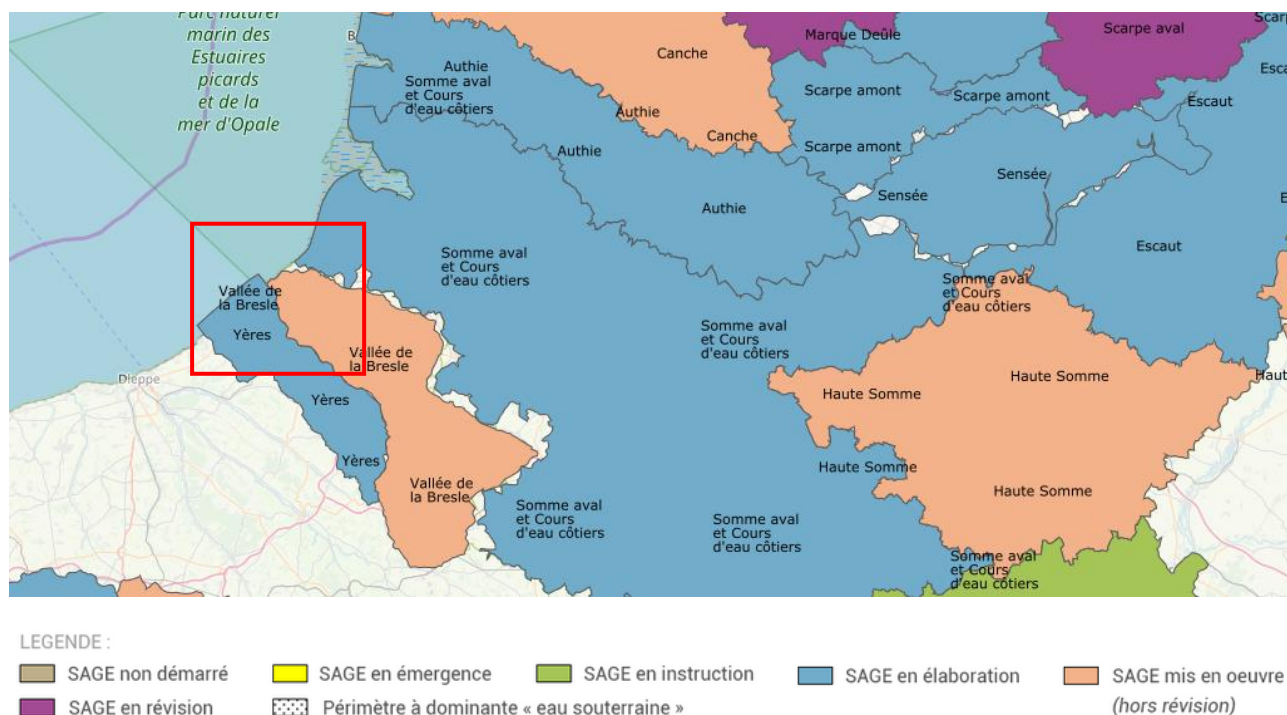 Parc naturel
marin des
Estuaires
picards
et de la
mer d'Opale
B
Authie
Somme aval
et Cours
d'eau côtiers
Canche
Authie
Canche
Authie
Authie
Marque Deûle
Scarpe aval
Scarpe amont
Scarpe amont
Escaut
Scarpe amont
Sensée
Sensée
Escaut
Somme aval
et Cours
d'eau côtiers
Somme aval
et Cours
d'eau côtiers
Vallée de
la Bresle
Yères
Dieppe
Vallée de
la Bresle
Yères
Yères
Vallée de
la Bresle
Somme aval
et Cours
d'eau côtiers
Haute Somme
Haute Somme
Haute Somme
Haute Somme
Somme aval
et Cours
d'eau côtiers
Somme aval
et Cours
d'eau côtiers
Somme aval
et Cours
d'eau côtiers
LEGENDE :
SAGE non démarré
SAGE en émergence
SAGE en instruction
SAGE en élaboration
SAGE mis en oeuvre
(hors révision)
SAGE en révision
Périmètre à dominante « eau souterraine »